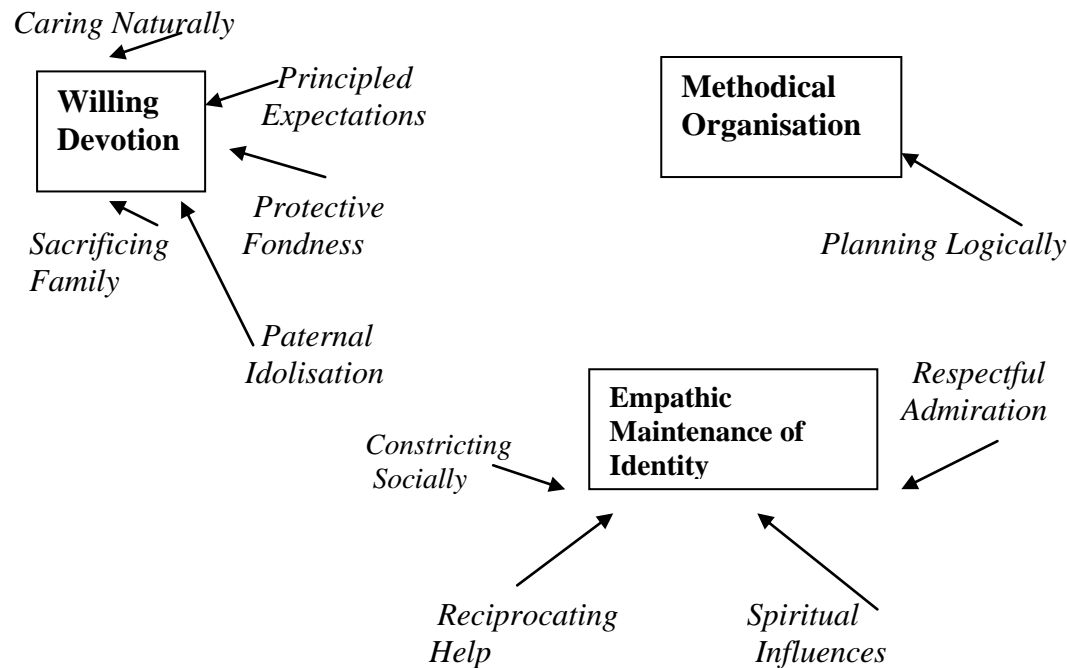 Caring Naturally
Willing
Devotion
Principled
Expectations
Protective
Fondness
Sacrificing
Family
Paternal
Idolisation
Methodical
Organisation
Planning Logically
Empathic
Maintenance of
Identity
Respectful
Admiration
Constricting
Socially
Reciprocating
Help
Spiritual
Influences